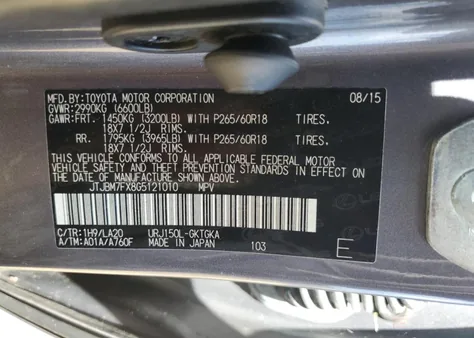 MFD.BY:TOYOTA MOTOR CORPORATION 08/15
GVWR:2990KG (6600LB)
GAWR:FRT. 1450KG (3200LB) WITH P265/60R18 TIRES.
18X7 1/2J RIMS.
RR. 1795KG (3965LB) WITH P265/60R18 TIRES.
18X7 1/2J RIMS.
THIS VEHICLE CONFORMS TO ALL APPLICABLE FEDERAL MOTOR
VEHICLE SAFETY AND THEFT PREVENTION STANDARDS IN EFFECT
ON THE DATE OF MANUFACTURE SHOWN ABOVE.
JTJBM7FX8G5121010 MPV
C/TR:1H9/LA20 URJ150L-GKTGKA
A/TM:A01A/A760F MADE IN JAPAN 103 E